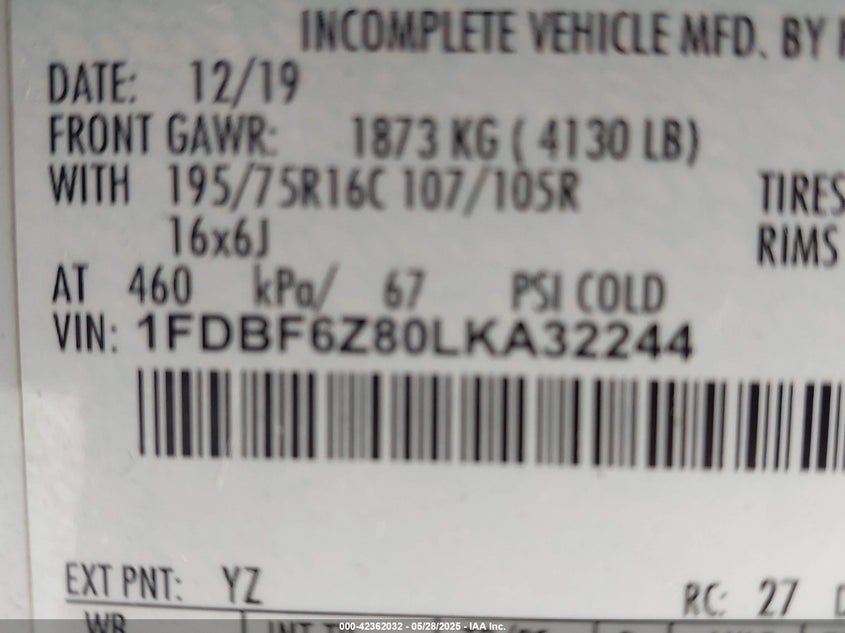 INCOMPLETE VEHICLE MFD. BY
DATE: 12/19
FRONT GAWR: 1873 KG ( 4130 LB)
WITH 195/75R16C 107/105R TIRES
16x6J RIMS
AT 460 kPa/ 67 PSI COLD
VIN: 1FDBF6Z80LKA32244
EXT PNT: YZ RC: 27
WB
000-42362032 - 05/28/2025 - IAA Inc.